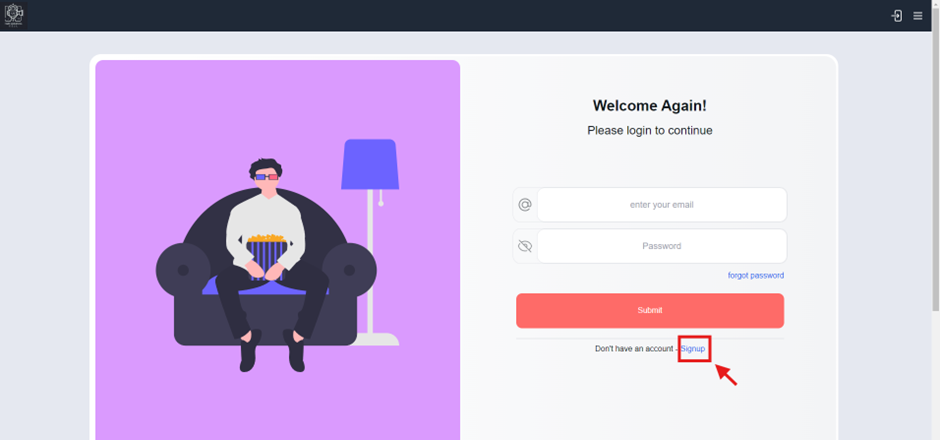 Welcome Again!
Please login to continue
enter your email
Password
forgot password
Submit
Don't have an account - Signup